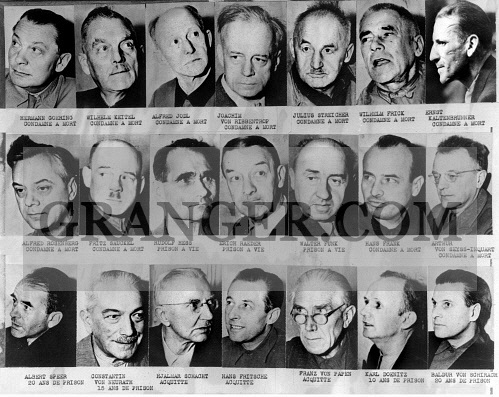 HERMANN GOERING
CONDAMNE A MORT
WILHELM KEITEL
CONDAMNE A MORT
ALFRED JODL
CONDAMNE A MORT
JOACHIM
VON RIBBENTROP
CONDAMNE A MORT
JULIUS STREICHER
CONDAMNE A MORT
WILHELM FRICK
CONDAMNE A MORT
ERNST
KALTENBRUNNER
CONDAMNE A MORT
GRANGER.COM
ALFRED ROSENBERG
CONDAMNE A MORT
FRITZ SAUCKEL
CONDAMNE A MORT
RUDOLF HESS
PRISON A VIE
ERICH RAEDER
PRISON A VIE
WALTER FUNK
PRISON A VIE
HANS FRANK
CONDAMNE A MORT
ARTHUR
VON SEYSS-INQUART
CONDAMNE A MORT
ALBERT SPEER
20 ANS DE PRISON
CONSTANTIN
VON NEURATH
15 ANS DE PRISON
HJALMAR SCHACHT
ACQUITTE
HANS FRITSCHE
ACQUITTE
FRANZ VON PAPEN
ACQUITTE
KARL DOENITZ
10 ANS DE PRISON
BALDUR VON SCHIRACH
20 ANS DE PRISON